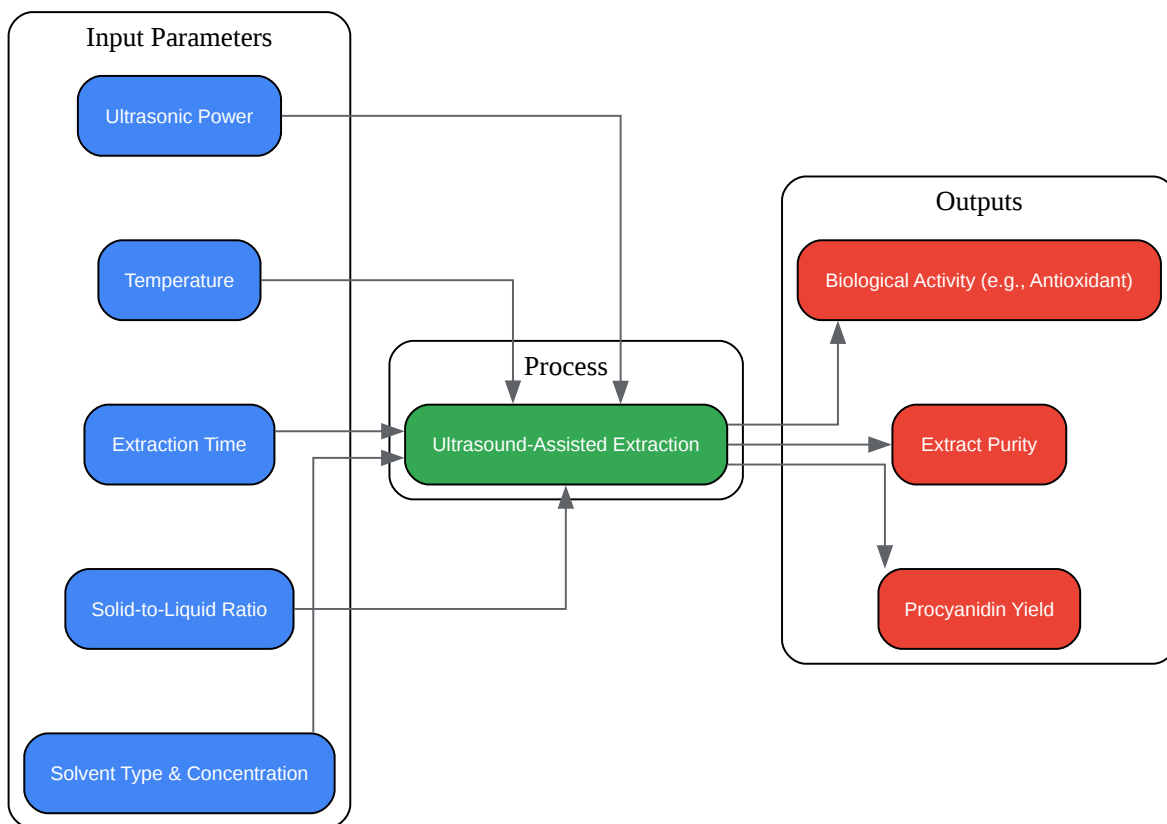 Input Parameters
Ultrasonic Power
Temperature
Extraction Time
Solid-to-Liquid Ratio
Solvent Type & Concentration
Process
Ultrasound-Assisted Extraction
Outputs
Biological Activity (e.g., Antioxidant)
Extract Purity
Procyanidin Yield